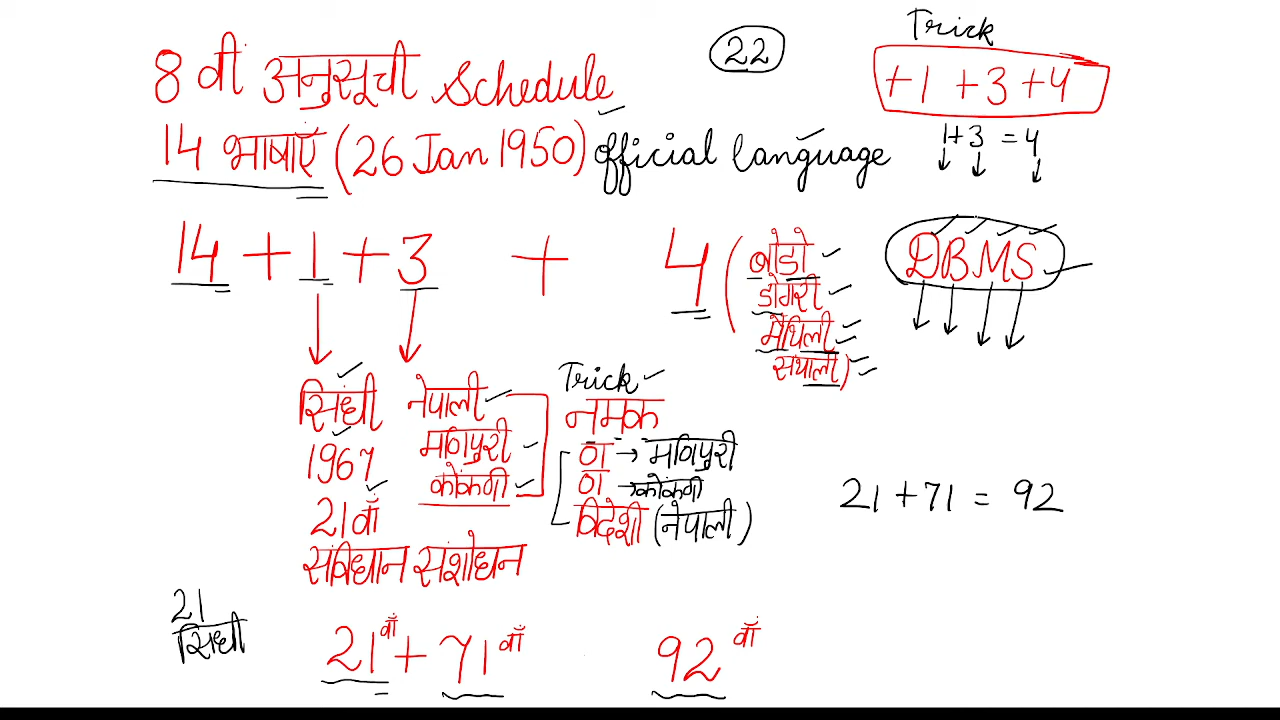 22
Trick
8 वी अनुसूची Schedule
+1 +3 +4
14 भाषाएँ (26 Jan 1950) official language
1+3 = 4
14 + 1 + 3 + 4 (बोडो
डोगरी
मैथिली
संथाली)
DBMS
सिंधी
1967
21वाँ
संविधान संशोधन
नेपाली
मणिपुरी
कोंकणी
Trick
नमक
ण → मणिपुरी
ण → कोंकणी
विदेशी (नेपाली)
21 + 71 = 92
21
सिंधी
21वाँ + 71वाँ 92वाँ